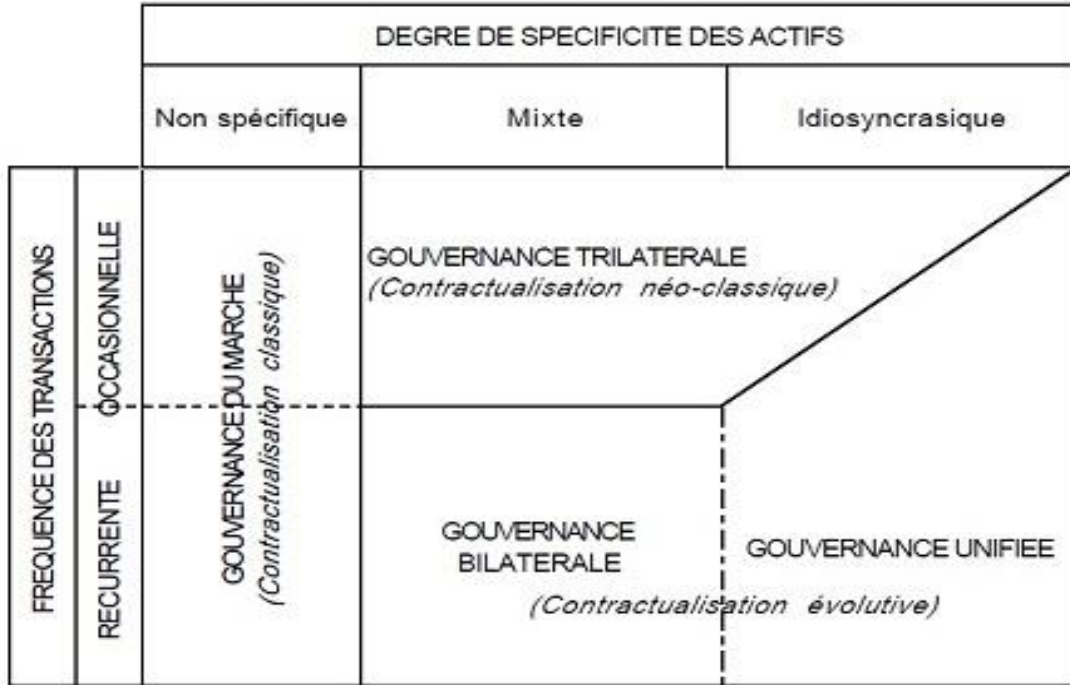 DEGRE DE SPECIFICITE DES ACTIFS
Non spécifique
Mixte
Idiosyncrasique
FREQUENCE DES TRANSACTIONS
OCCASIONNELLE
RECURRENTE
GOUVERNANCE DU MARCHE
(Contractualisation classique)
GOUVERNANCE TRILATERALE
(Contractualisation néo-classique)
GOUVERNANCE
BILATERALE
GOUVERNANCE UNIFIEE
(Contractualisation évolutive)